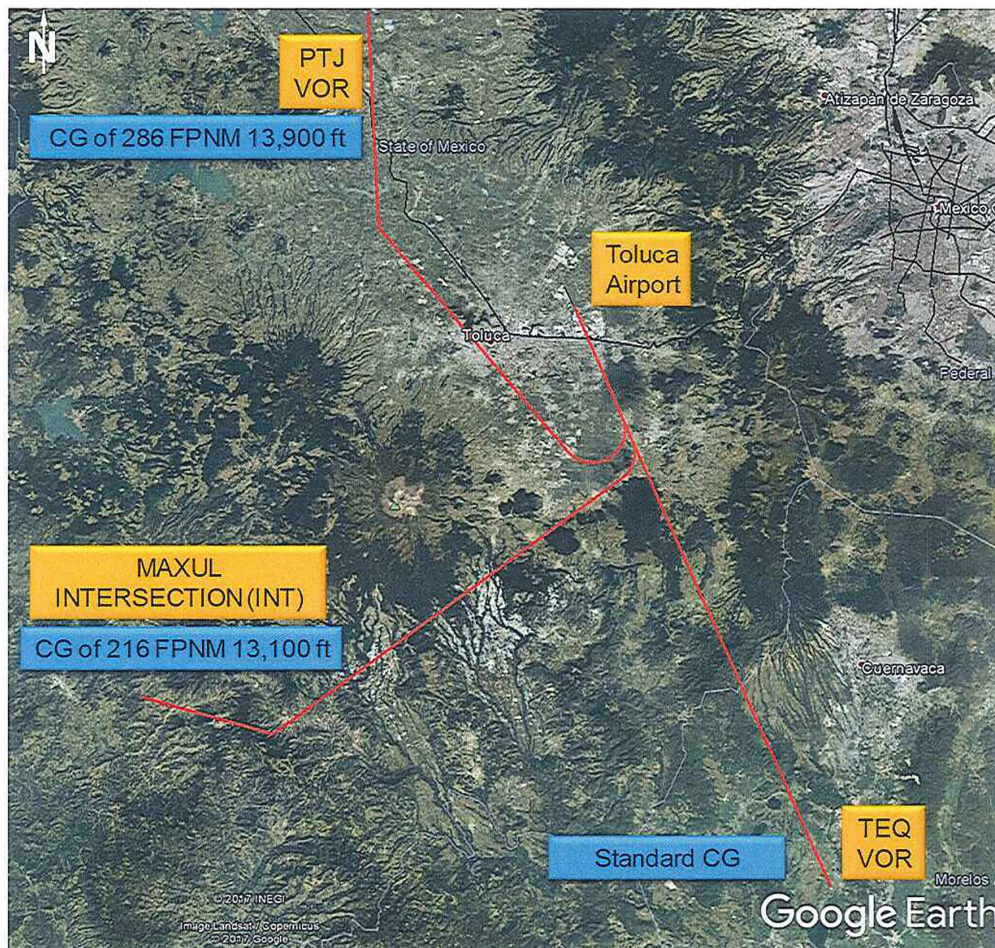 N
PTJ
VOR
CG of 286 FPNM 13,900 ft
State of Mexico
Atizapán de Zaragoza
Mexico
Toluca
Airport
Toluca
Federal
MAXUL
INTERSECTION (INT)
CG of 216 FPNM 13,100 ft
Cuernavaca
Standard CG
TEQ
VOR
Morelos
© 2017 INEGI
Image Landsat / Copernicus
© 2017 Google
Google Earth